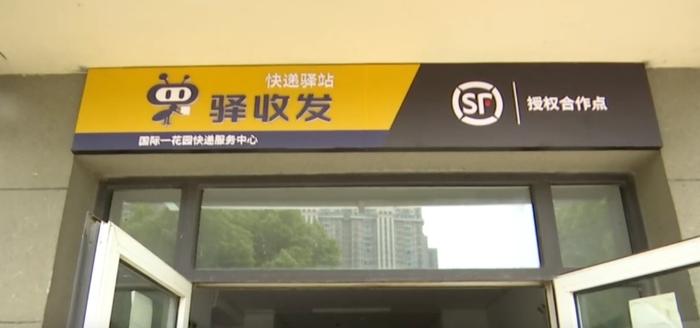 快递驿站
驿收发
国际一花园快递服务中心
SF
授权合作点